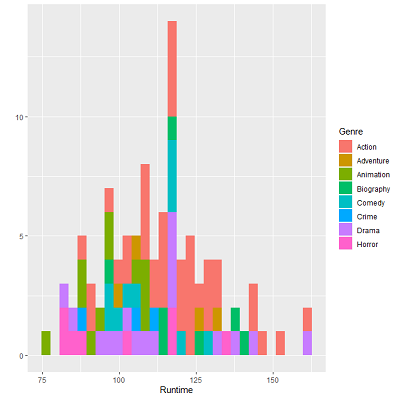 10
5
0
75
100
125
150
Runtime
Genre
Action
Adventure
Animation
Biography
Comedy
Crime
Drama
Horror